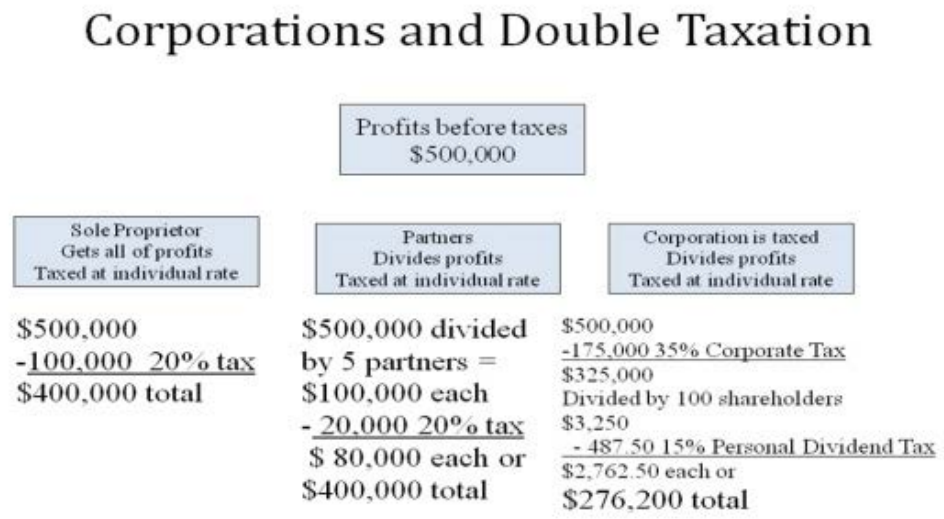 Corporations and Double Taxation
Profits before taxes
$500,000
Sole Proprietor
Gets all of profits
Taxed at individual rate
$500,000
-100,000 20% tax
$400,000 total
Partners
Divides profits
Taxed at individual rate
$500,000 divided
by 5 partners =
$100,000 each
- 20,000 20% tax
$ 80,000 each or
$400,000 total
Corporation is taxed
Divides profits
Taxed at individual rate
$500,000
-175,000 35% Corporate Tax
$325,000
Divided by 100 shareholders
$3,250
- 487.50 15% Personal Dividend Tax
$2,762.50 each or
$276,200 total